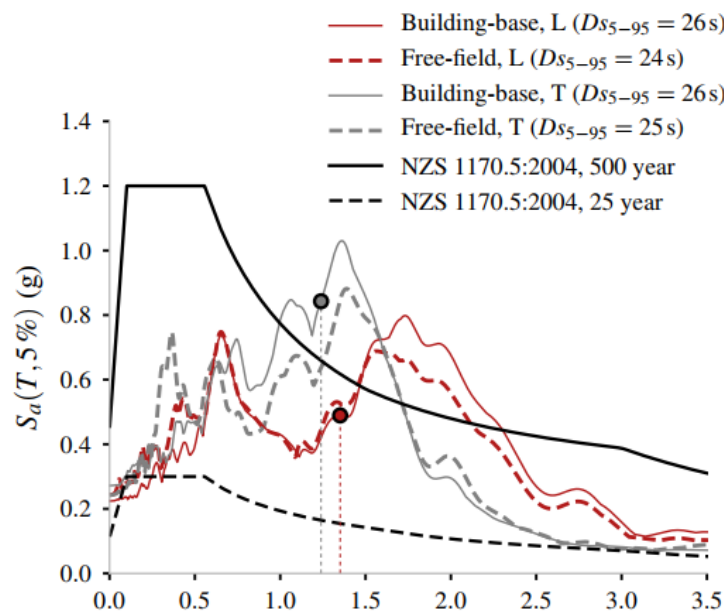 Building-base, L (Ds5−95 = 26 s)
Free-field, L (Ds5−95 = 24 s)
Building-base, T (Ds5−95 = 26 s)
Free-field, T (Ds5−95 = 25 s)
NZS 1170.5:2004, 500 year
NZS 1170.5:2004, 25 year
Sa(T, 5 %) (g)
1.4
1.2
1.0
0.8
0.6
0.4
0.2
0.0
0.0 0.5 1.0 1.5 2.0 2.5 3.0 3.5